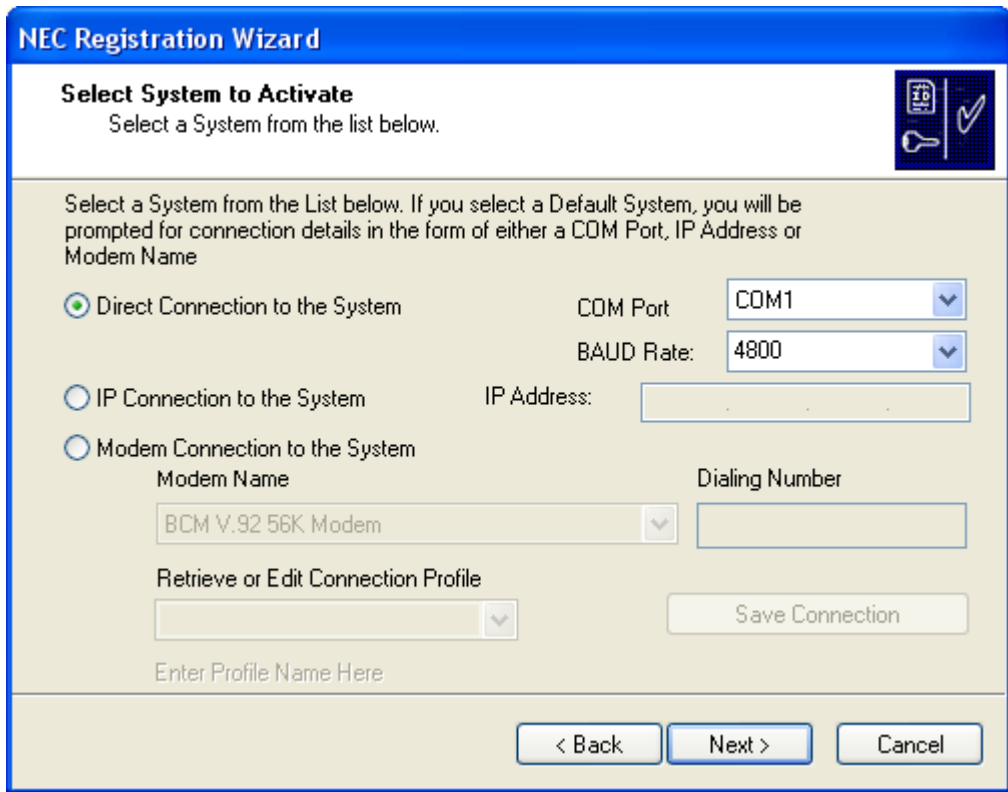 NEC Registration Wizard
Select System to Activate
Select a System from the list below.
Select a System from the List below. If you select a Default System, you will be
prompted for connection details in the form of either a COM Port, IP Address or
Modem Name
Direct Connection to the System
COM Port
COM1
BAUD Rate:
4800
IP Connection to the System
IP Address:
. . .
Modem Connection to the System
Modem Name
Dialing Number
BCM V.92 56K Modem
Retrieve or Edit Connection Profile
Save Connection
Enter Profile Name Here
< Back
Next >
Cancel